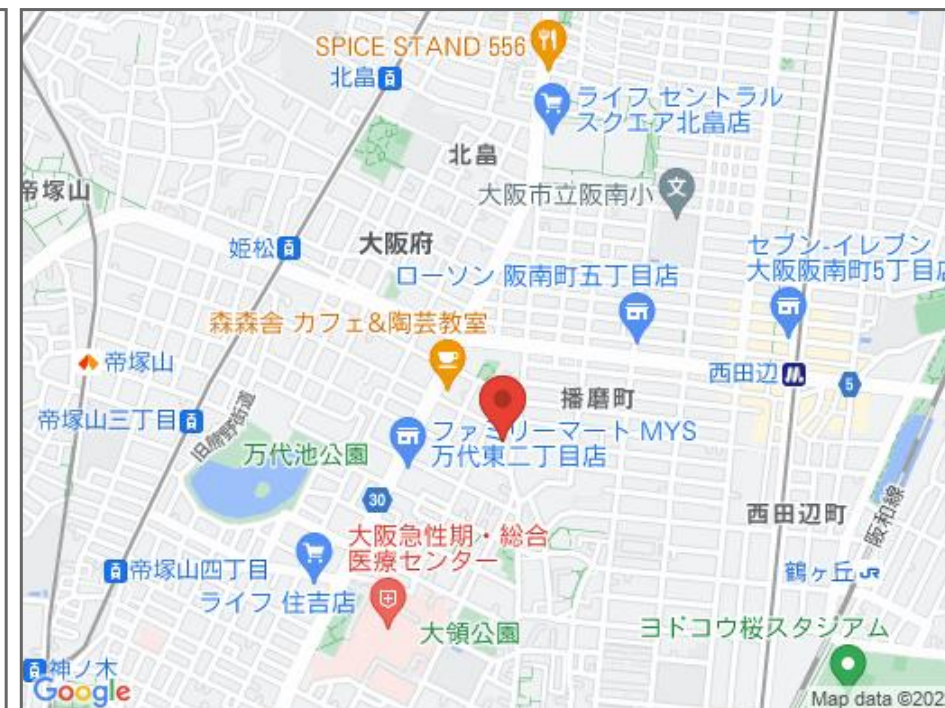 SPICE STAND 556
北畠
ライフ セントラル
スクエア北畠店
北畠
大阪市立阪南小
文
帝塚山
姫松
大阪府
セブン-イレブン
大阪阪南町5丁目店
ローソン 阪南町五丁目店
森森舎 カフェ&陶芸教室
帝塚山
西田辺
5
播磨町
帝塚山三丁目
旧熊野街道
ファミリーマート MYS
万代東二丁目店
万代池公園
30
西田辺町
阪和線
大阪急性期・総合
医療センター
帝塚山四丁目
ライフ 住吉店
鶴ヶ丘 JR
大領公園
ヨドコウ桜スタジアム
神ノ木
Google
Map data ©202